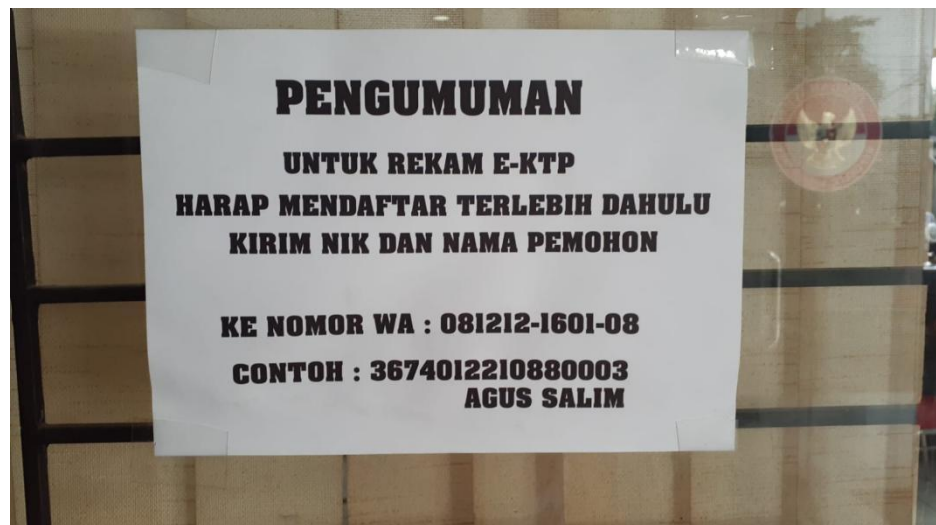 PENGUMUMAN
UNTUK REKAM E-KTP
HARAP MENDAFTAR TERLEBIH DAHULU
KIRIM NIK DAN NAMA PEMOHON
KE NOMOR WA : 081212-1601-08
CONTOH : 3674012210880003
AGUS SALIM